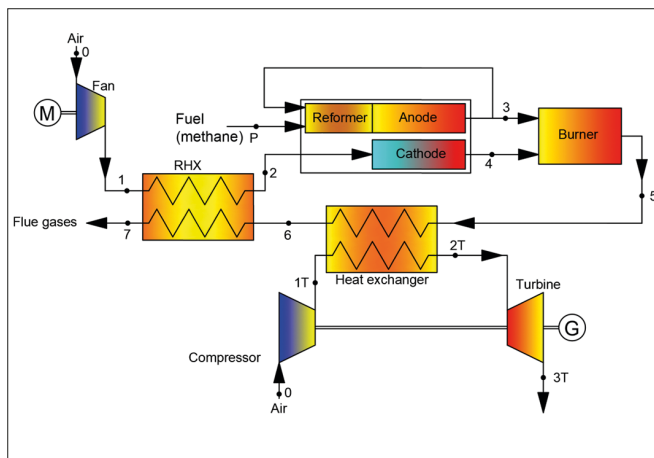 Air
0
Fan
M
Fuel
(methane)
P
Reformer
Anode
3
Burner
Cathode
4
1
RHX
2
5
Flue gases
7
6
Heat exchanger
1T
2T
Turbine
G
Compressor
3T
0
Air